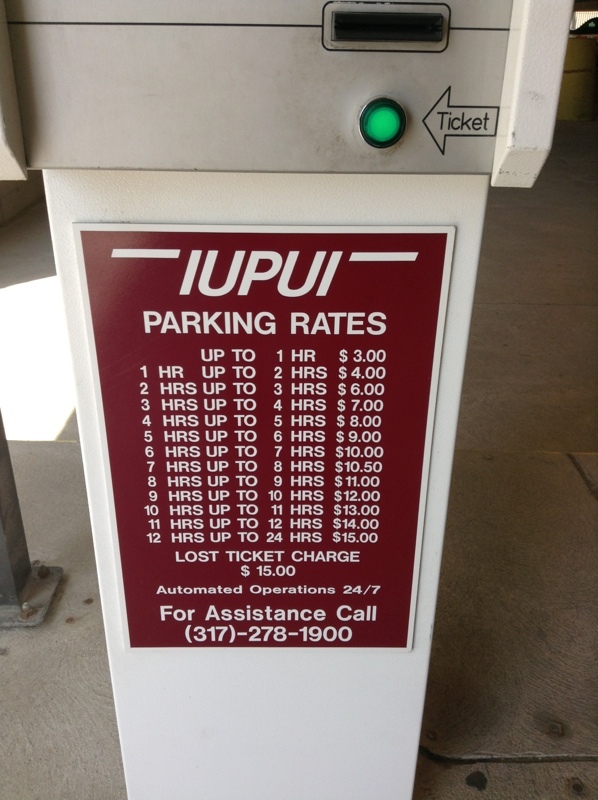 Ticket
IUPUI
PARKING RATES
UP TO 1 HR $ 3.00
1 HR UP TO 2 HRS $ 4.00
2 HRS UP TO 3 HRS $ 6.00
3 HRS UP TO 4 HRS $ 7.00
4 HRS UP TO 5 HRS $ 8.00
5 HRS UP TO 6 HRS $ 9.00
6 HRS UP TO 7 HRS $10.00
7 HRS UP TO 8 HRS $10.50
8 HRS UP TO 9 HRS $11.00
9 HRS UP TO 10 HRS $12.00
10 HRS UP TO 11 HRS $13.00
11 HRS UP TO 12 HRS $14.00
12 HRS UP TO 24 HRS $15.00
LOST TICKET CHARGE
$ 15.00
Automated Operations 24/7
For Assistance Call
(317)-278-1900